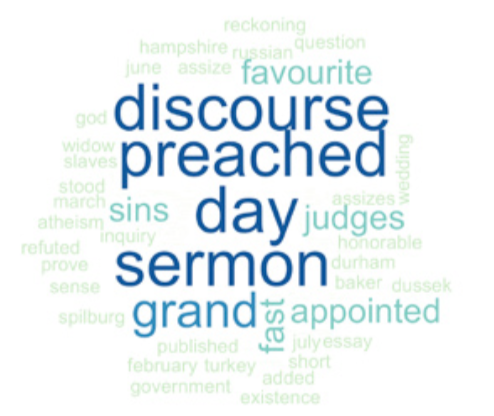 reckoning
hampshire russian question
june assize favourite
god discourse
widow preached
slaves wedding
stood
march sins day assizes
atheism judges
inquiry honorable
refuted sermon durham
prove
sense baker dussek
spilburg grand fast appointed
published july essay
february turkey short
government added
existence